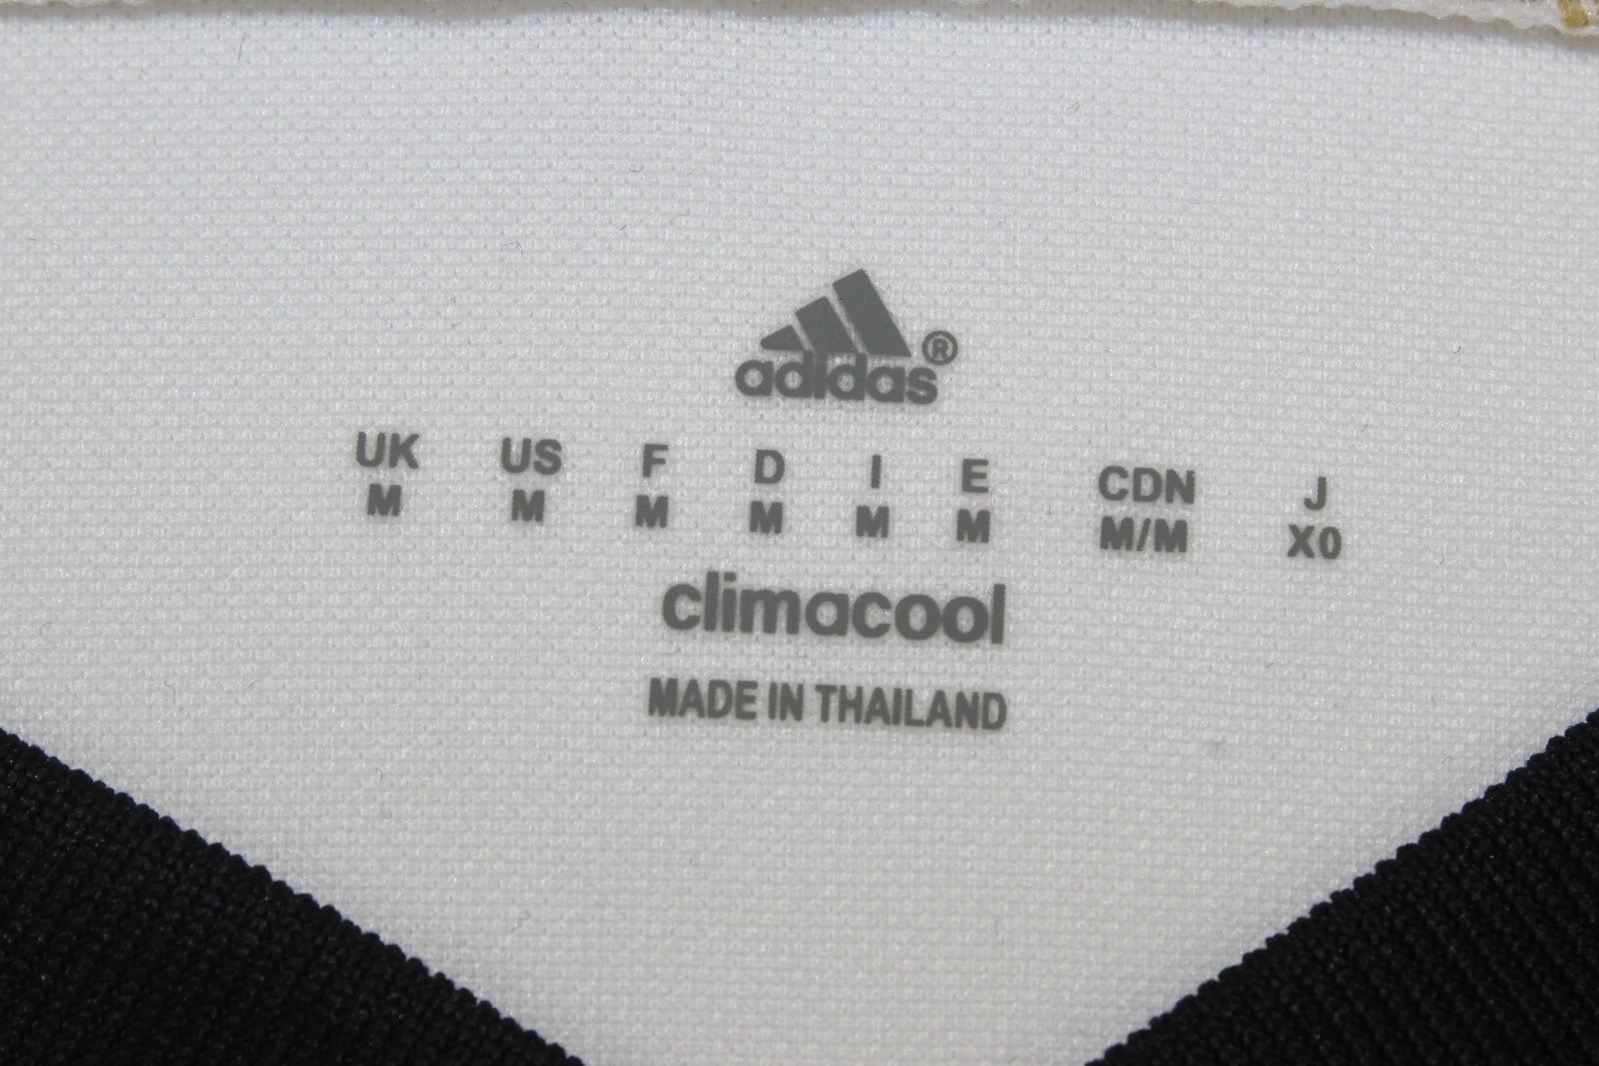 adidas®
UK US F D I E CDN J
M M M M M M M/M X0
climacool
MADE IN THAILAND